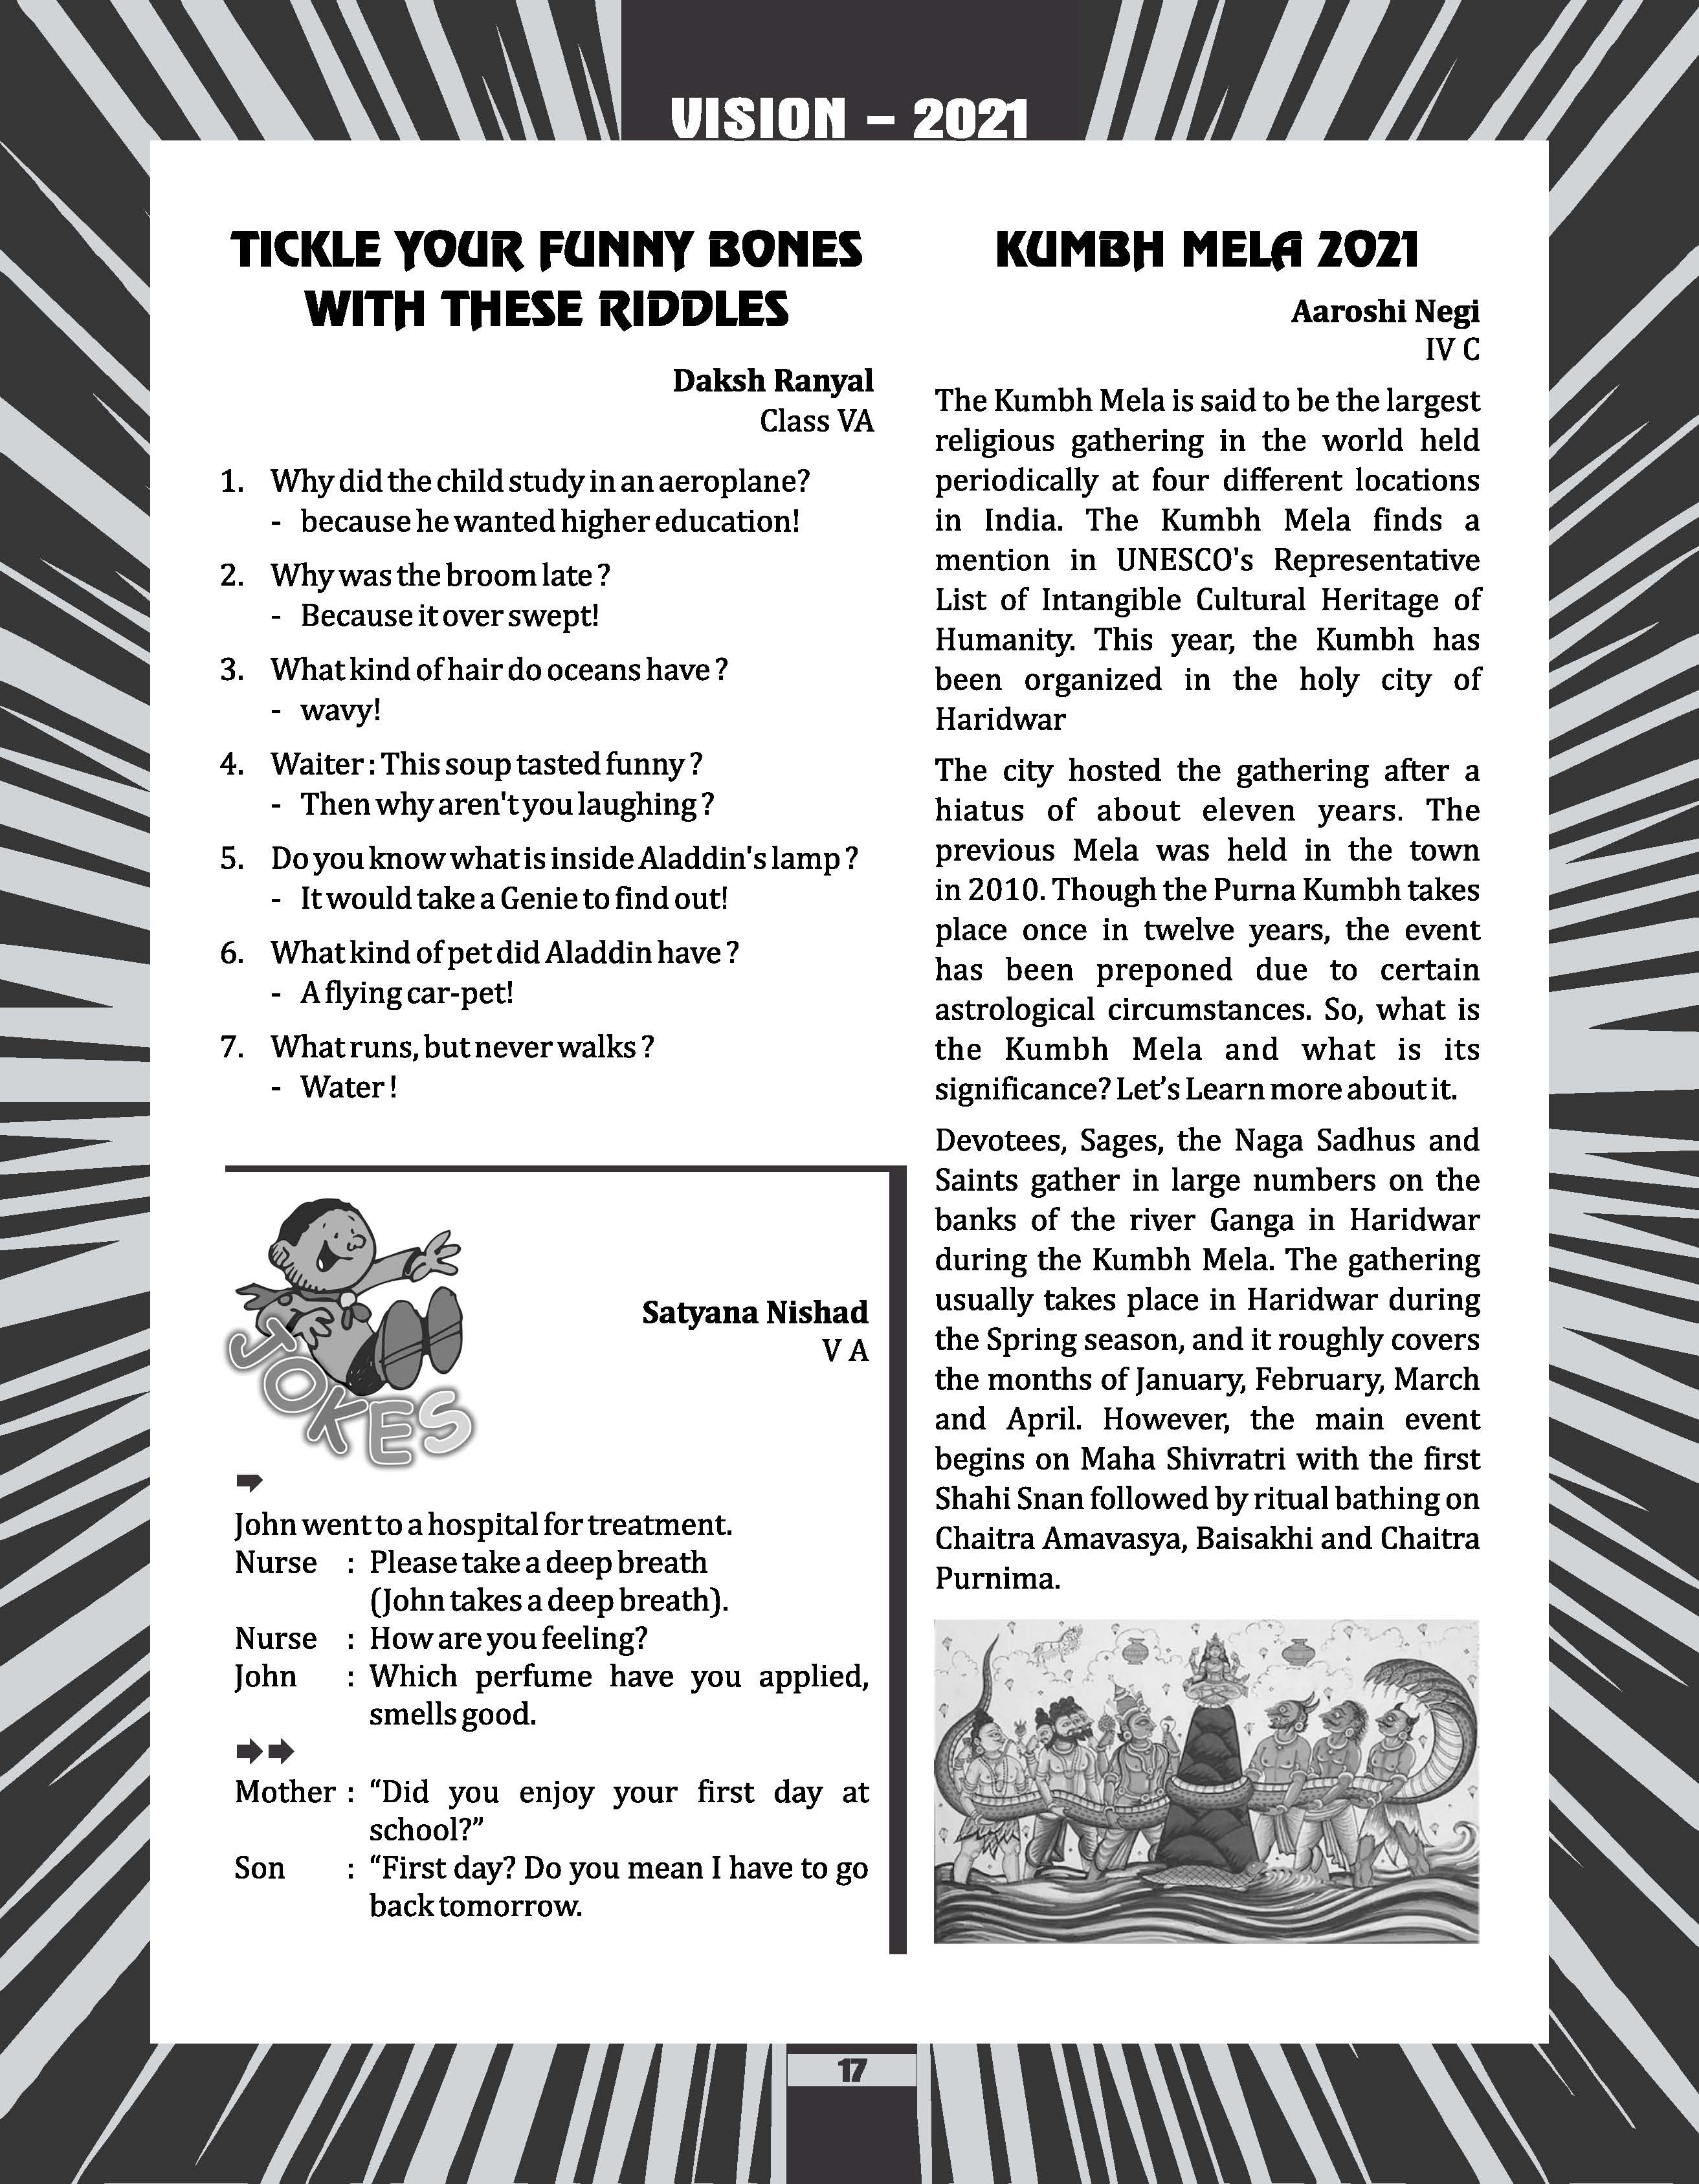 VISION – 2021
TICKLE YOUR FUNNY BONES
WITH THESE RIDDLES
Daksh Ranyal
Class VA
1. Why did the child study in an aeroplane?
- because he wanted higher education!
2. Why was the broom late ?
- Because it over swept!
3. What kind of hair do oceans have ?
- wavy!
4. Waiter : This soup tasted funny ?
- Then why aren't you laughing ?
5. Do you know what is inside Aladdin's lamp ?
- It would take a Genie to find out!
6. What kind of pet did Aladdin have ?
- A flying car-pet!
7. What runs, but never walks ?
- Water !
JOKES
Satyana Nishad
V A
John went to a hospital for treatment.
Nurse : Please take a deep breath
(John takes a deep breath).
Nurse : How are you feeling?
John : Which perfume have you applied,
smells good.
Mother : “Did you enjoy your first day at
school?”
Son : “First day? Do you mean I have to go
back tomorrow.
KUMBH MELA 2021
Aaroshi Negi
IV C
The Kumbh Mela is said to be the largest
religious gathering in the world held
periodically at four different locations
in India. The Kumbh Mela finds a
mention in UNESCO's Representative
List of Intangible Cultural Heritage of
Humanity. This year, the Kumbh has
been organized in the holy city of
Haridwar
The city hosted the gathering after a
hiatus of about eleven years. The
previous Mela was held in the town
in 2010. Though the Purna Kumbh takes
place once in twelve years, the event
has been preponed due to certain
astrological circumstances. So, what is
the Kumbh Mela and what is its
significance? Let’s Learn more about it.
Devotees, Sages, the Naga Sadhus and
Saints gather in large numbers on the
banks of the river Ganga in Haridwar
during the Kumbh Mela. The gathering
usually takes place in Haridwar during
the Spring season, and it roughly covers
the months of January, February, March
and April. However, the main event
begins on Maha Shivratri with the first
Shahi Snan followed by ritual bathing on
Chaitra Amavasya, Baisakhi and Chaitra
Purnima.
17